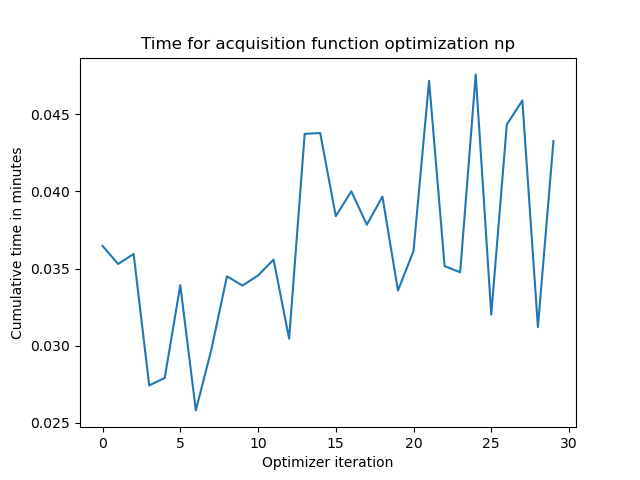 Time for acquisition function optimization np
Cumulative time in minutes
0.045
0.040
0.035
0.030
0.025
0 5 10 15 20 25 30
Optimizer iteration